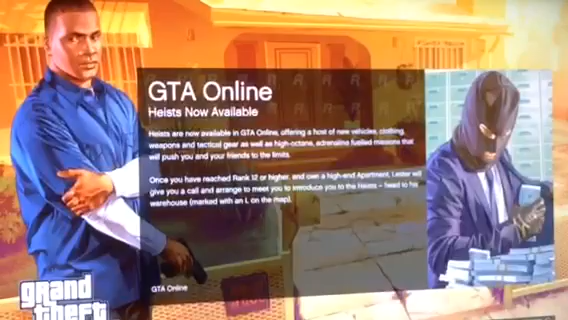 GTA Online
Heists Now Available
Heists are now available in GTA Online, offering a host of new vehicles, clothing,
weapons and tactical gear as well as high-octane, adrenaline fuelled missions that
will push you and your friends to the limits.
Once you have reached Rank 12 or higher, and own a high-end Apartment, Lester will
give you a call and arrange to meet you to introduce you to the Heists – head to his
warehouse (marked with an L on the map).
GTA Online
grand
theft